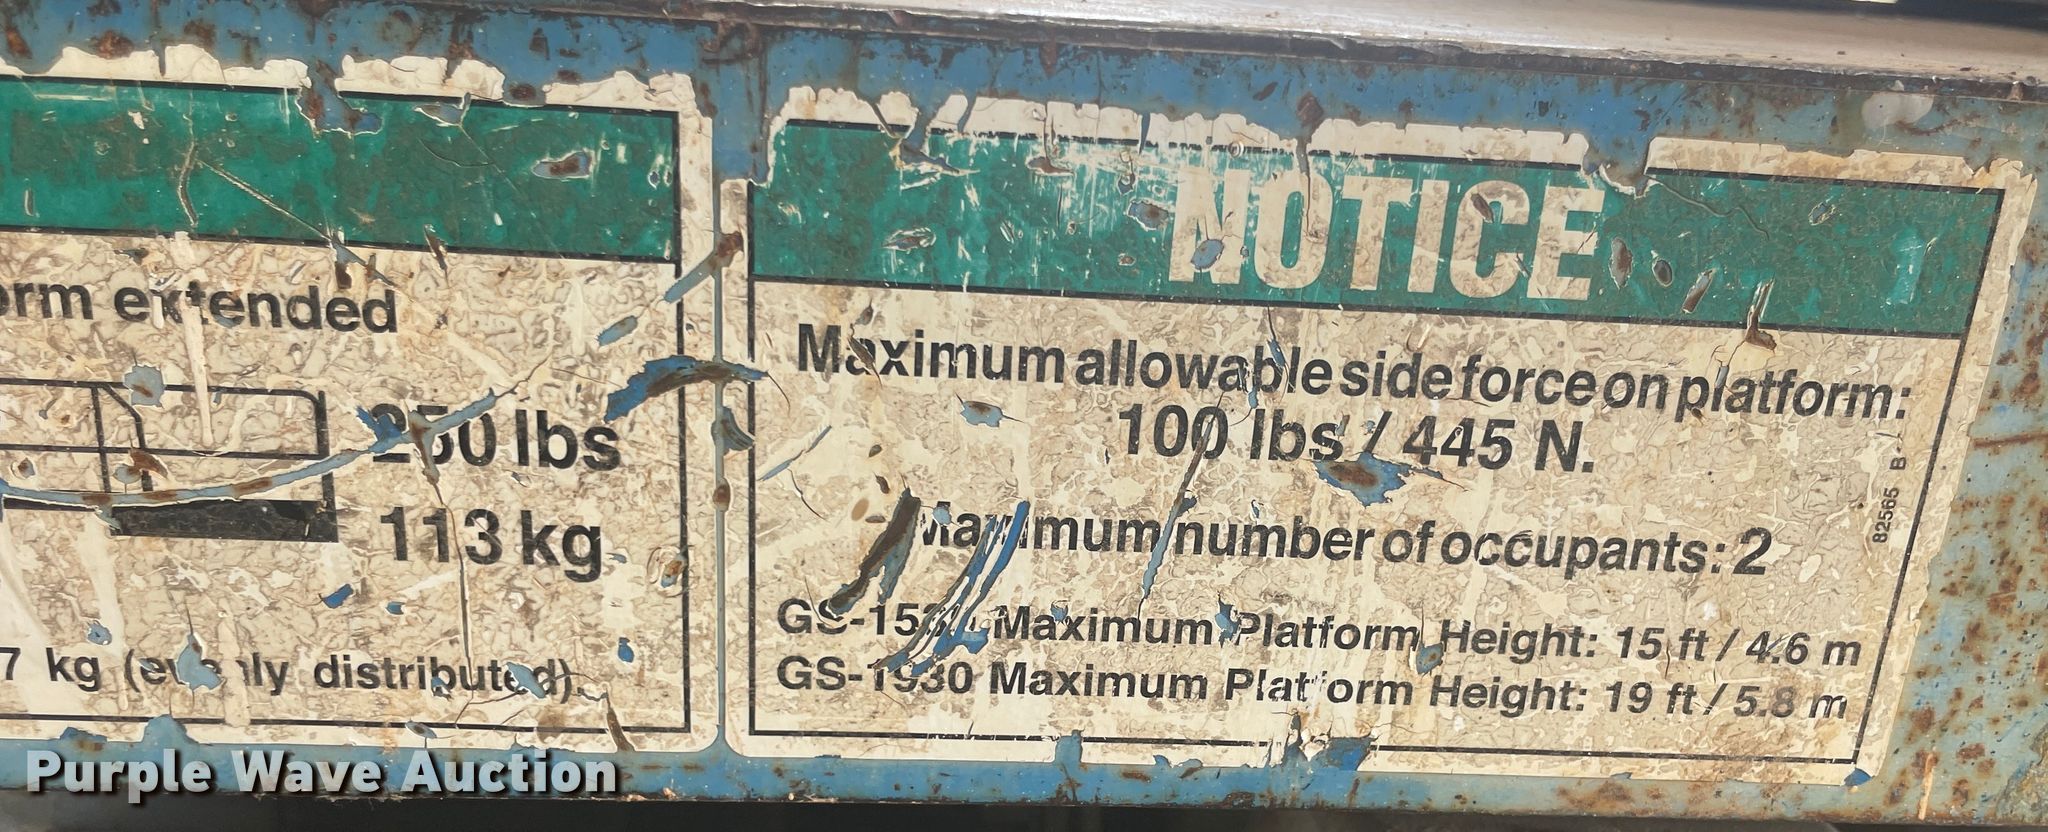 orm extended
250 lbs
113 kg
7 kg (evenly distributed).
NOTICE
Maximum allowable side force on platform:
100 lbs / 445 N.
Maximum number of occupants: 2
GS-1530 Maximum Platform Height: 15 ft / 4.6 m
GS-1930 Maximum Platform Height: 19 ft / 5.8 m
82565 B
Purple Wave Auction